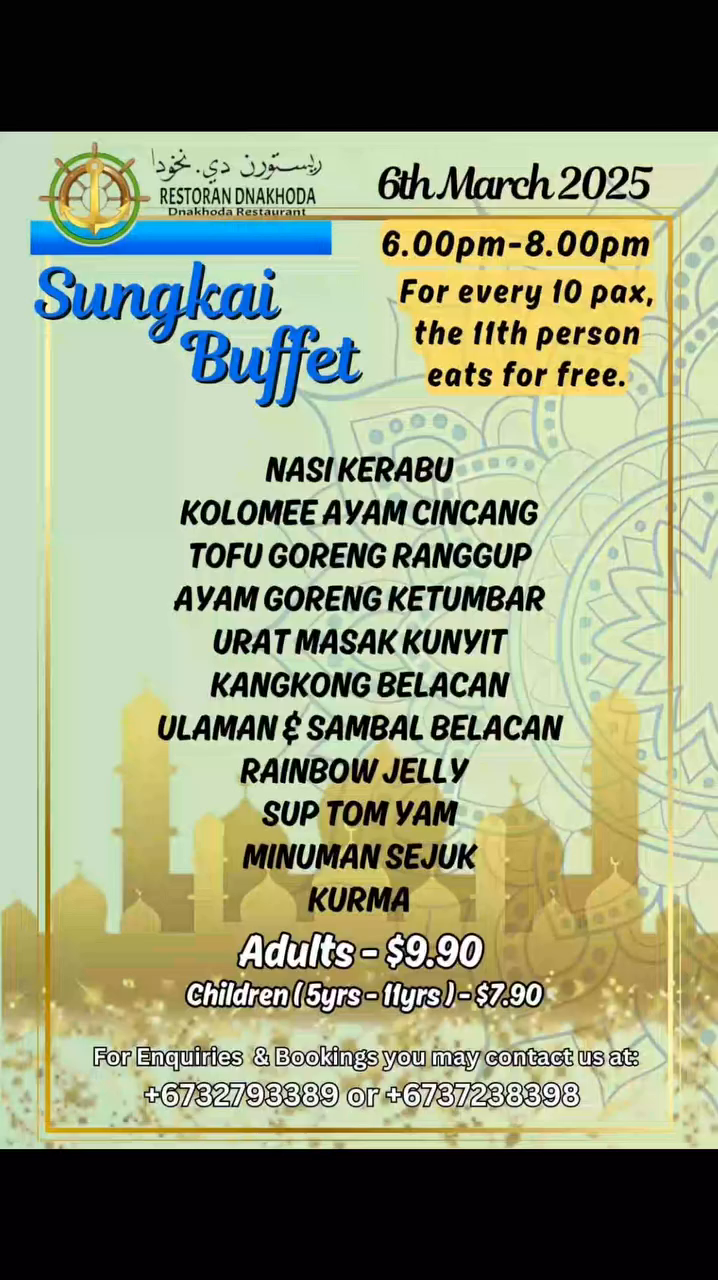 ريستورن دي. نخودا
RESTORAN DNAKHODA
Dnakhoda Restaurant
6th March 2025
6.00pm-8.00pm
For every 10 pax,
the 11th person
eats for free.
Sungkai
Buffet
NASI KERABU
KOLOMEE AYAM CINCANG
TOFU GORENG RANGGUP
AYAM GORENG KETUMBAR
URAT MASAK KUNYIT
KANGKONG BELACAN
ULAMAN & SAMBAL BELACAN
RAINBOW JELLY
SUP TOM YAM
MINUMAN SEJUK
KURMA
Adults - $9.90
Children ( 5yrs - 11yrs ) - $7.90
For Enquiries & Bookings you may contact us at:
+6732793389 or +6737238398